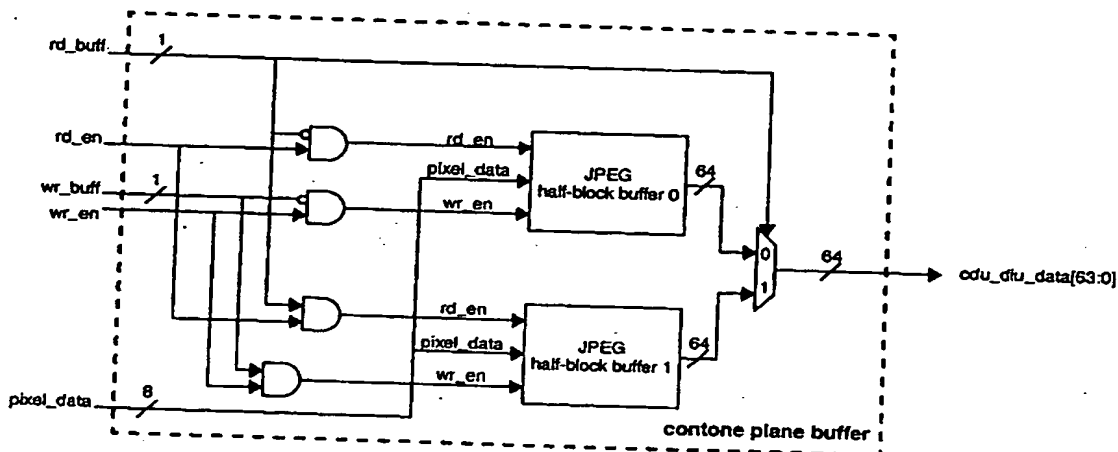 rd_buff
1
rd_en
wr_buff
1
wr_en
pixel_data
8
rd_en
pixel_data
wr_en
JPEG
half-block buffer 0
64
rd_en
pixel_data
wr_en
JPEG
half-block buffer 1
64
0
1
64
cdu_diu_data[63:0]
contone plane buffer